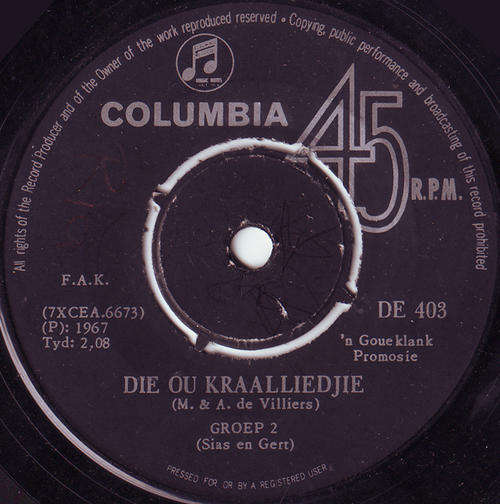 All rights of the Record Producer and of the Owner of the work reproduced reserved • Copying, public performance and broadcasting of this record prohibited
MAGIC NOTES
COLUMBIA
45
R.P.M.
F.A.K.
(7XCEA.6673)
(P): 1967
Tyd: 2,08
DE 403
'n Goueklank
Promosie
DIE OU KRAALLIEDJIE
(M. & A. de Villiers)
GROEP 2
(Sias en Gert)
PRESSED FOR OR BY A REGISTERED USER